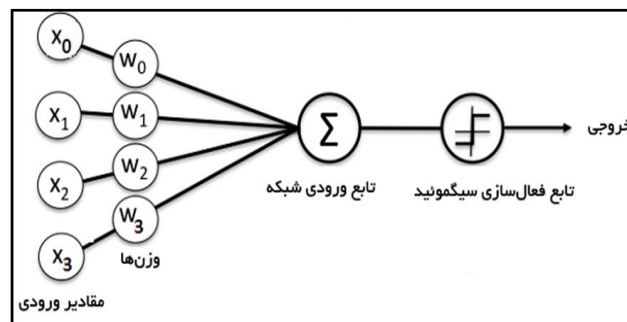 X0
W0
X1
W1
X2
W2
X3
W3
Σ
خروجی
تابع ورودی شبکه
تابع فعال‌سازی سیگموئید
وزن‌ها
مقادیر ورودی